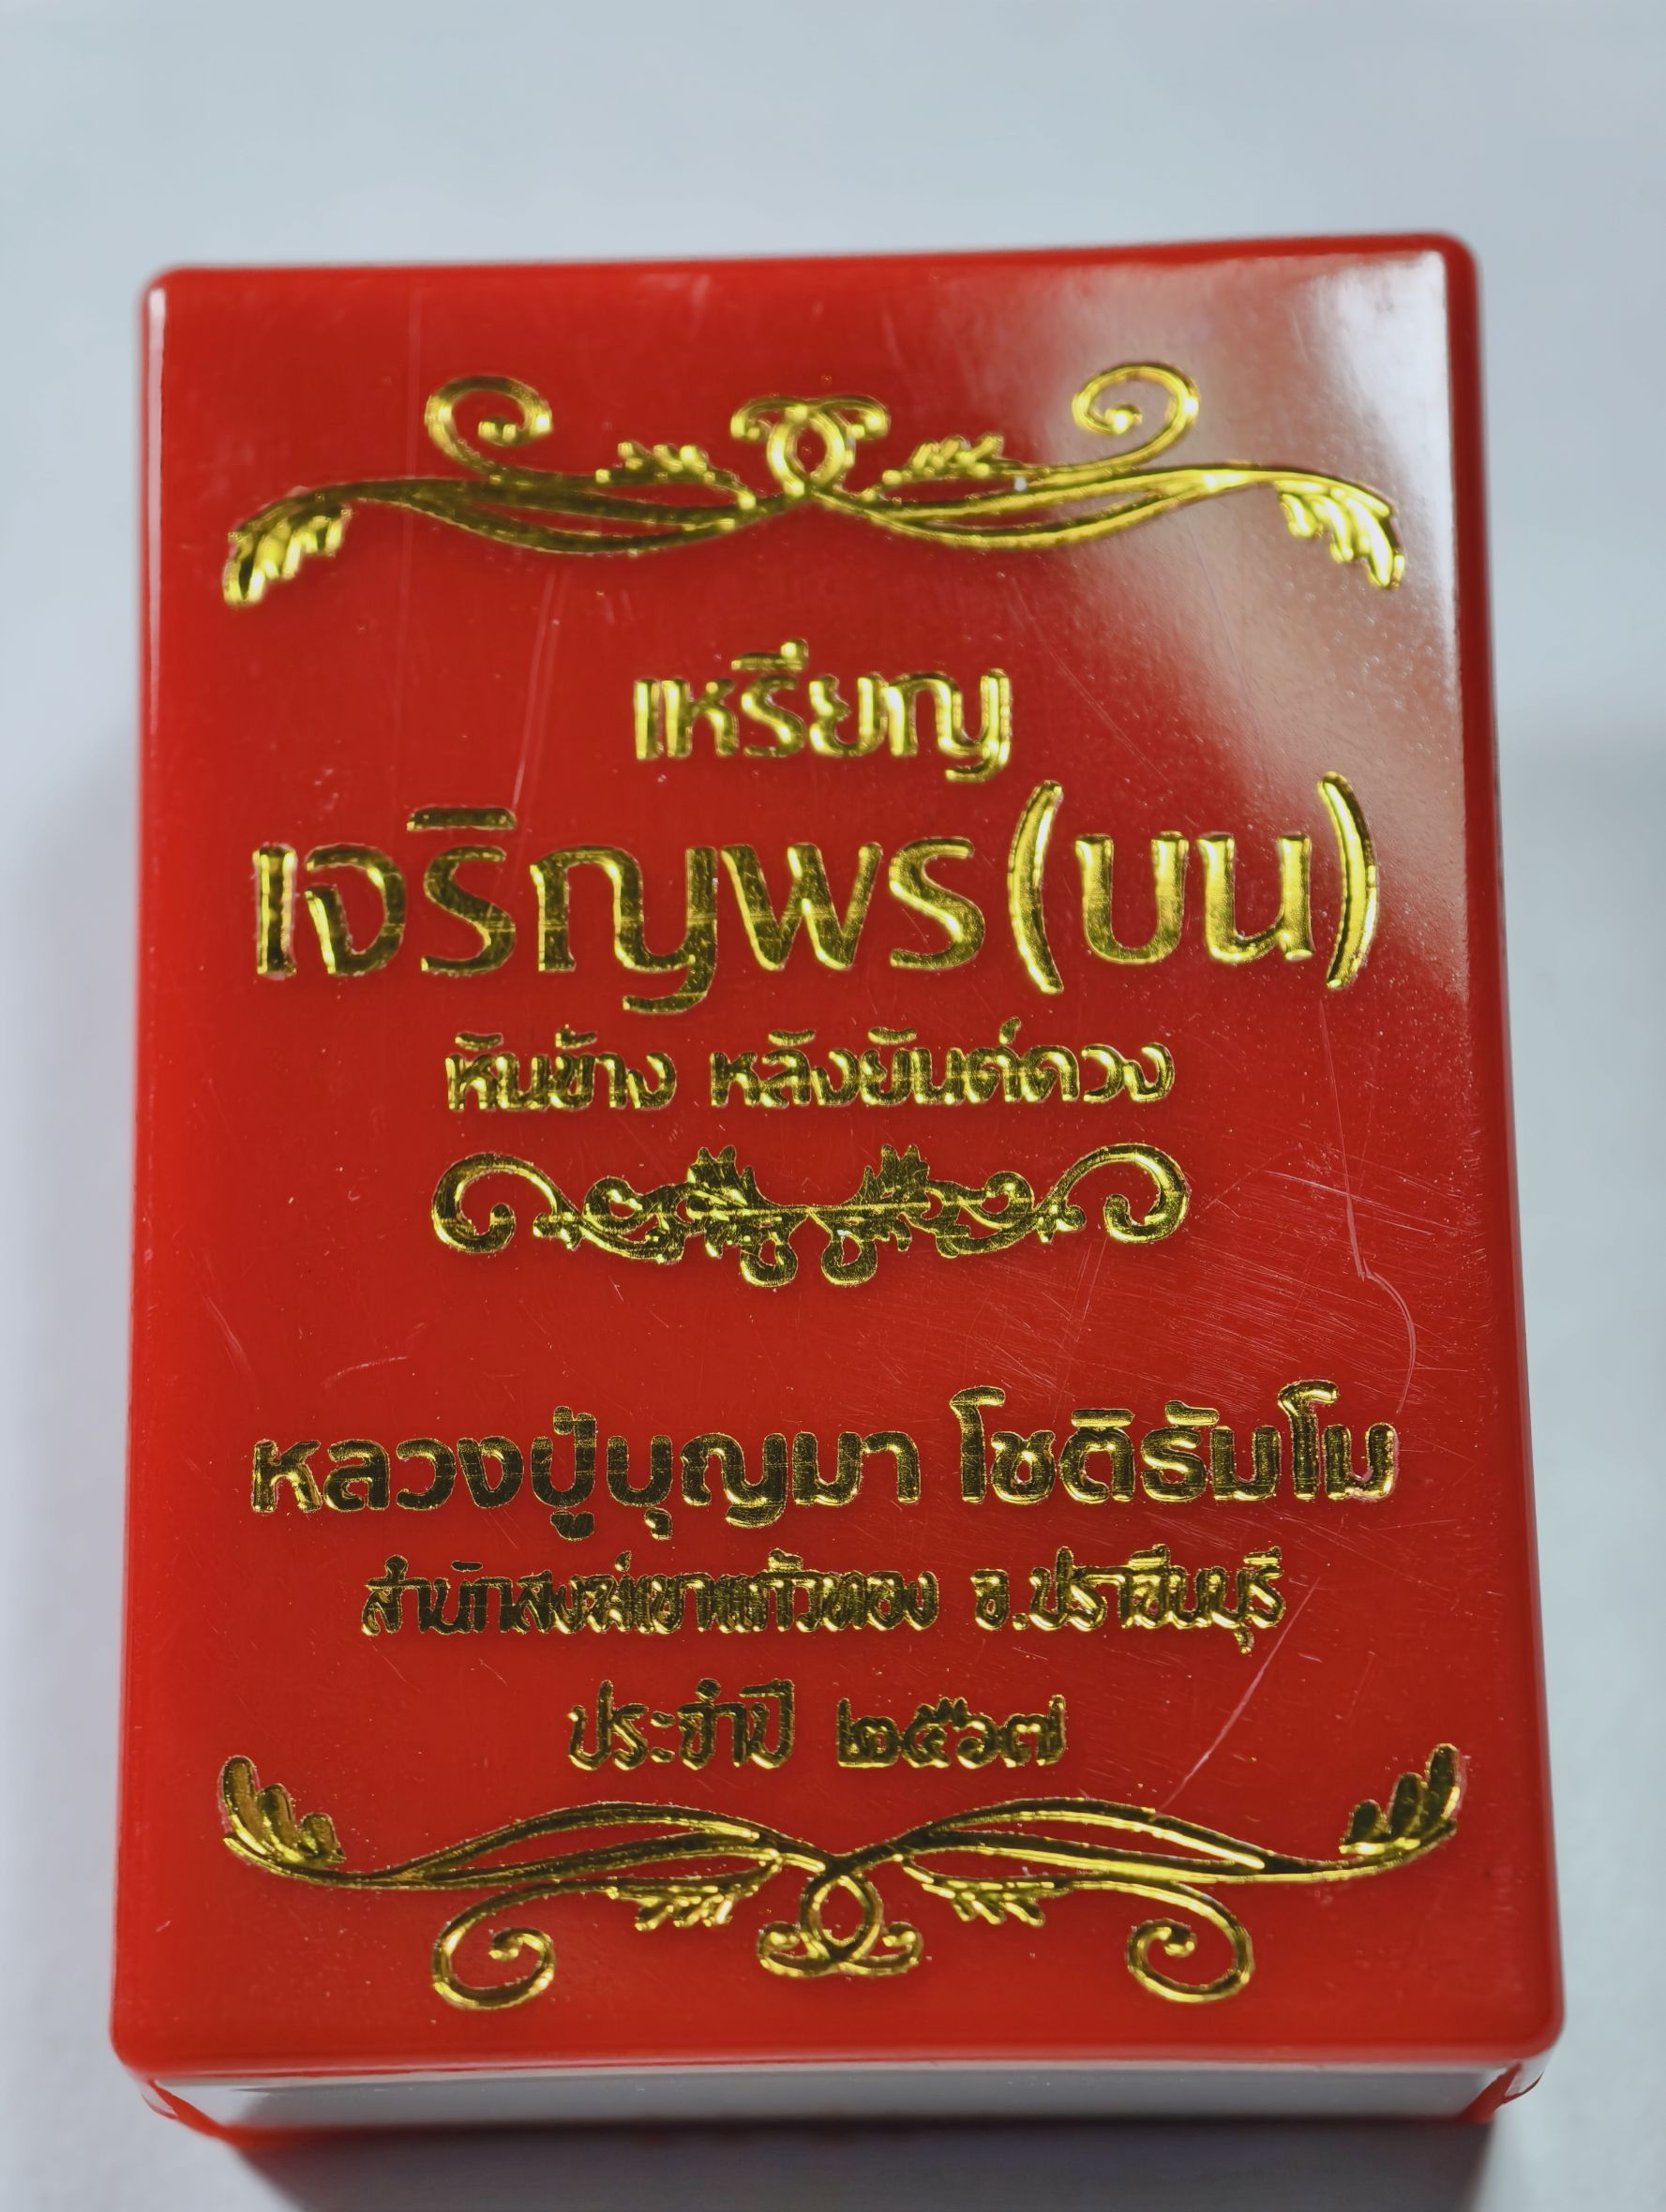 เหรียญ
เจริญพร(บน)
หันข้าง หลังยันต์ดวง
หลวงปู่บุญมา โชติธัมโม
สำนักสงฆ์เขาแก้วทอง จ.ปราจีนบุรี
ประจำปี ๒๕๖๗